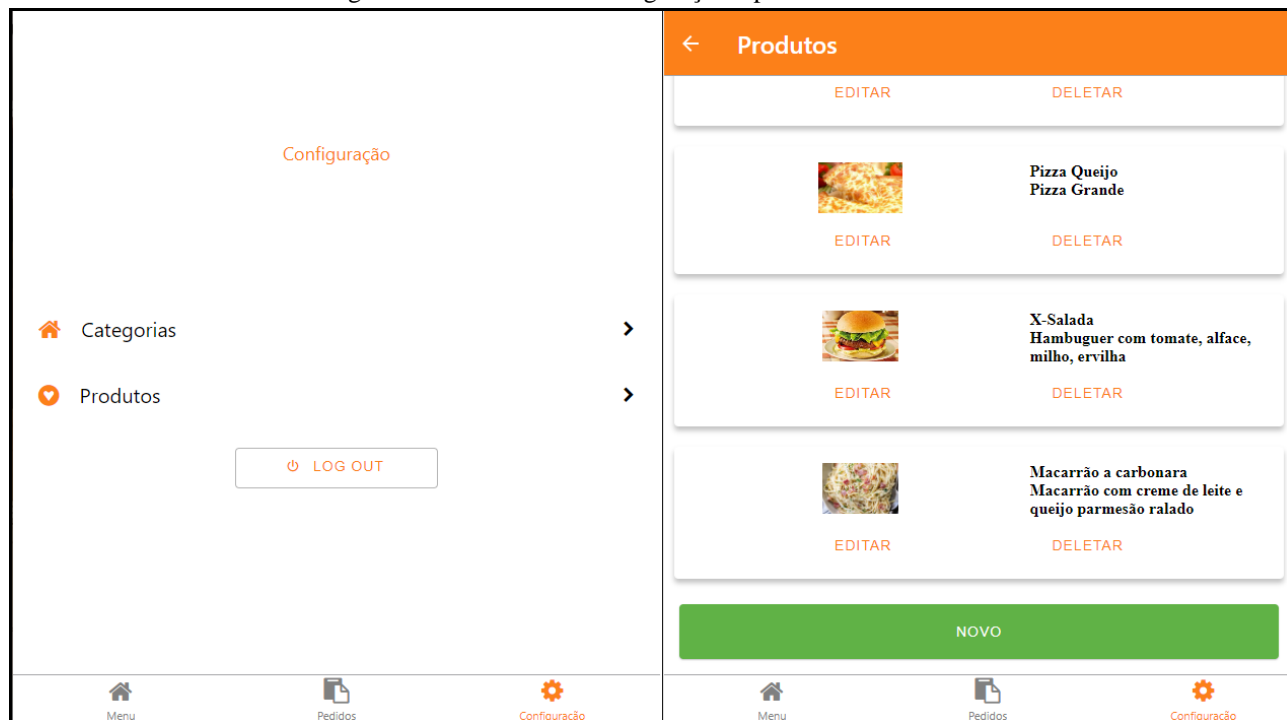 Configuração
Categorias
Produtos
LOG OUT
Menu
Pedidos
Configuração
Produtos
EDITAR
DELETAR
Pizza Queijo
Pizza Grande
EDITAR
DELETAR
X-Salada
Hambuguer com tomate, alface,
milho, ervilha
EDITAR
DELETAR
Macarrão a carbonara
Macarrão com creme de leite e
queijo parmesão ralado
EDITAR
DELETAR
NOVO
Menu
Pedidos
Configuração